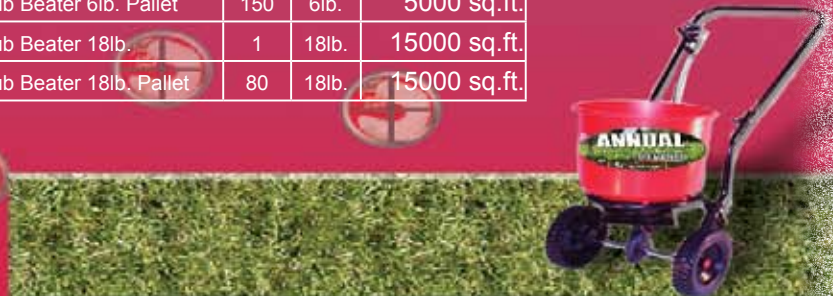 ub Beater 6lb. Pallet 150 6lb. 5000 sq.ft.
ub Beater 18lb. 1 18lb. 15000 sq.ft.
ub Beater 18lb. Pallet 80 18lb. 15000 sq.ft.
ANNUAL